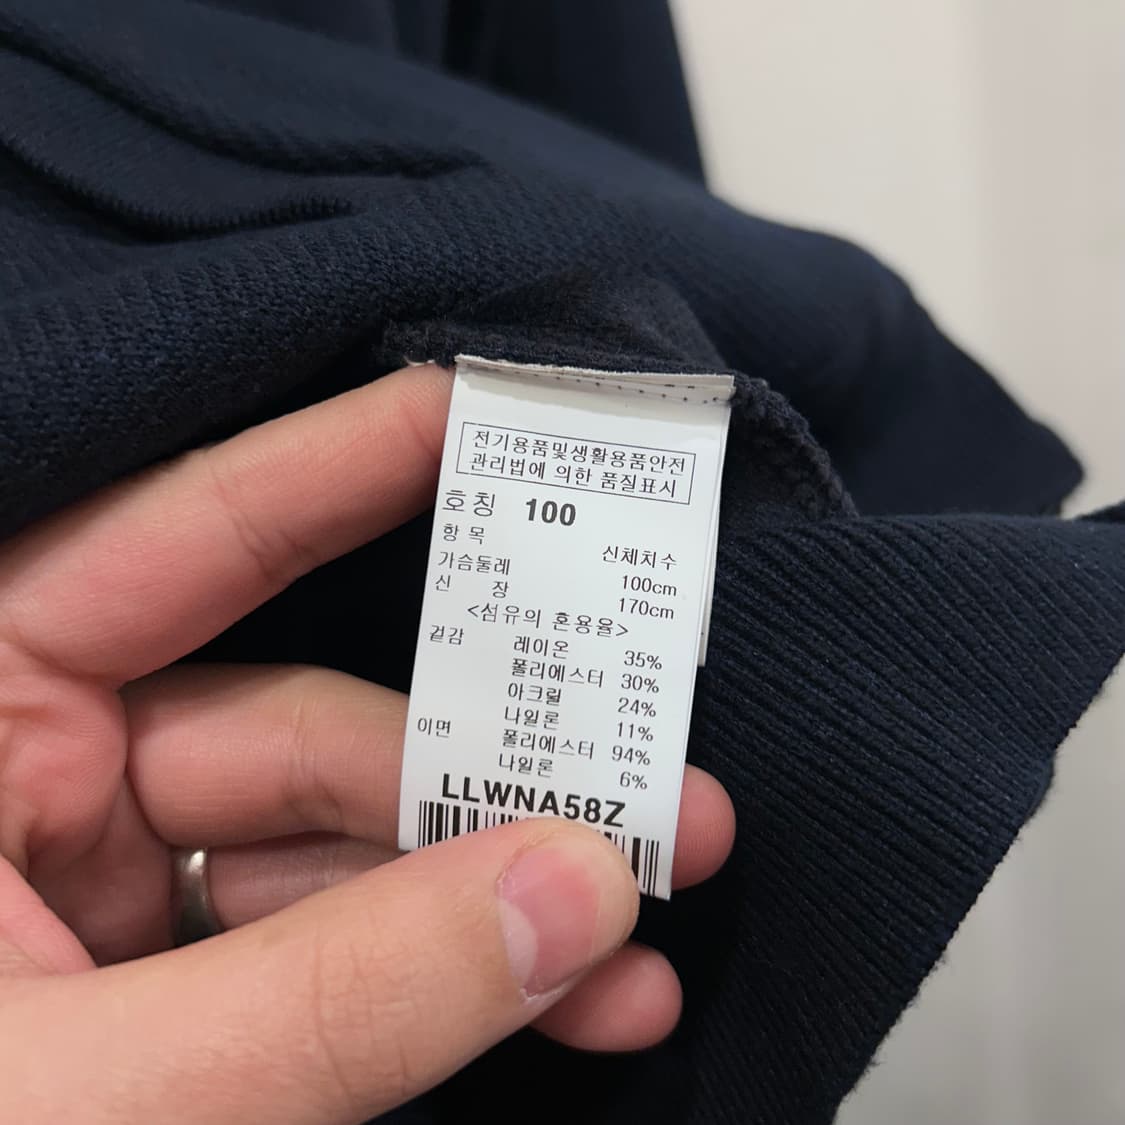 전기용품및생활용품안전
관리법에 의한 품질표시
호칭 100
항 목 신체치수
가슴둘레 100cm
신 장 170cm
<섬유의 혼용율>
겉감 레이온 35%
폴리에스터 30%
아크릴 24%
나일론 11%
이면 폴리에스터 94%
나일론 6%
LLWNA58Z